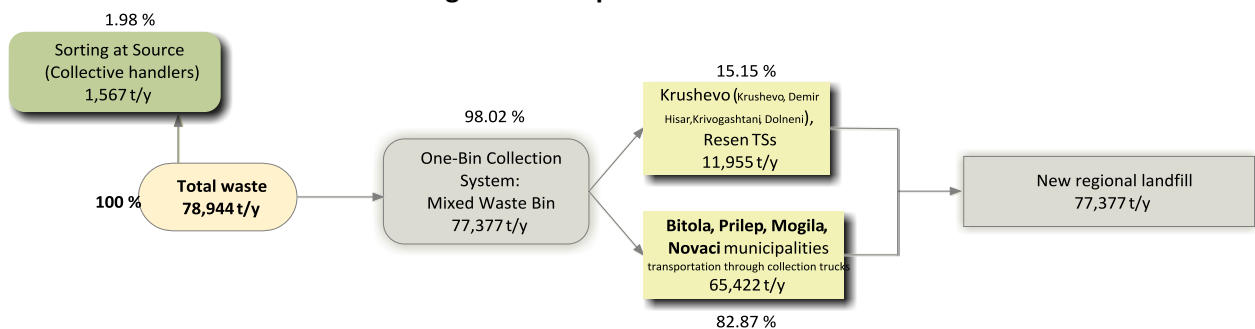 1.98 %
Sorting at Source
(Collective handlers)
1,567 t/y
100 %
Total waste
78,944 t/y
98.02 %
One-Bin Collection
System:
Mixed Waste Bin
77,377 t/y
15.15 %
Krushevo (Krushevo, Demir
Hisar,Krivogashtani, Dolneni),
Resen TSs
11,955 t/y
Bitola, Prilep, Mogila,
Novaci municipalities
transportation through collection trucks
65,422 t/y
82.87 %
New regional landfill
77,377 t/y